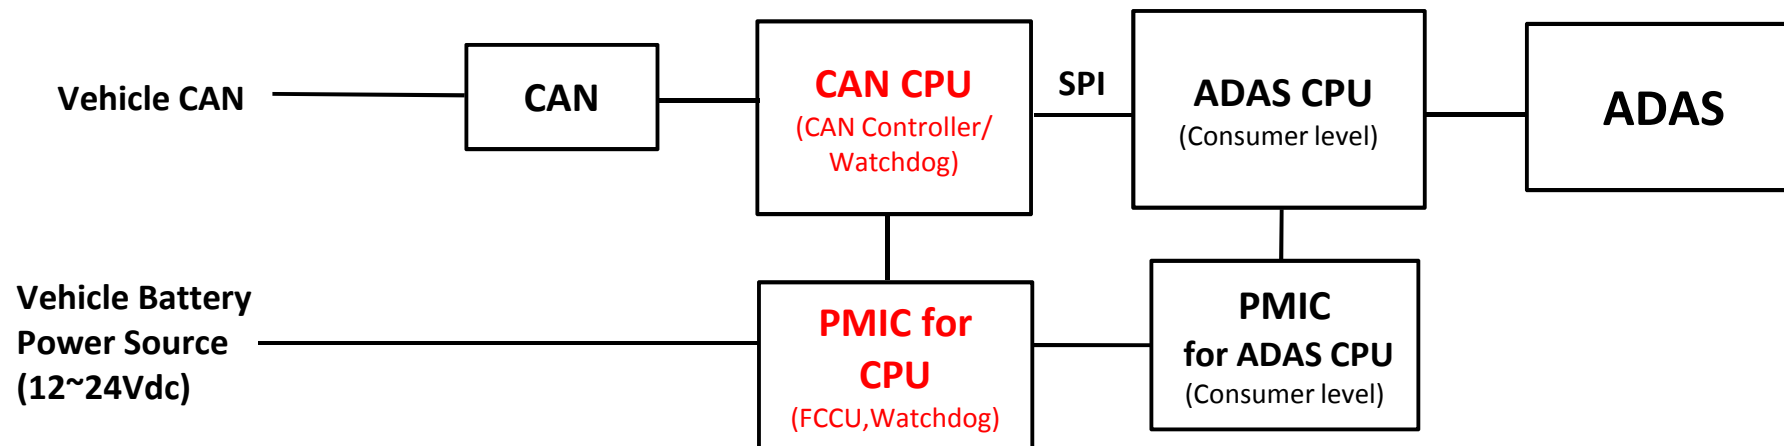 Vehicle CAN
CAN
CAN CPU
(CAN Controller/
Watchdog)
SPI
ADAS CPU
(Consumer level)
ADAS
Vehicle Battery
Power Source
(12~24Vdc)
PMIC for
CPU
(FCCU,Watchdog)
PMIC
for ADAS CPU
(Consumer level)